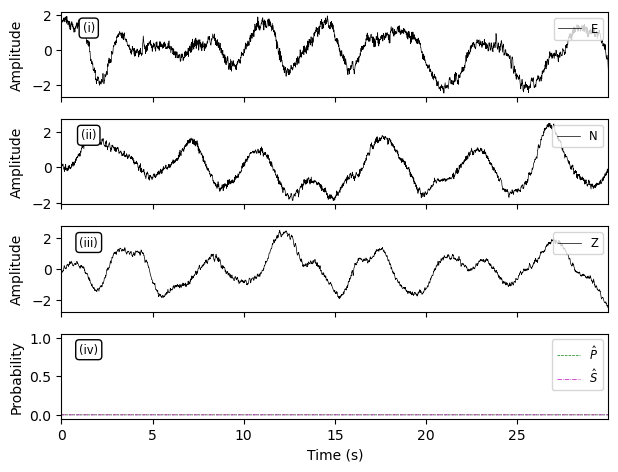 Amplitude
2
0
−2
(i)
E
Amplitude
2
0
−2
(ii)
N
Amplitude
2
0
−2
(iii)
Z
Probability
1.0
0.5
0.0
(iv)
P̂
Ŝ
0 5 10 15 20 25
Time (s)